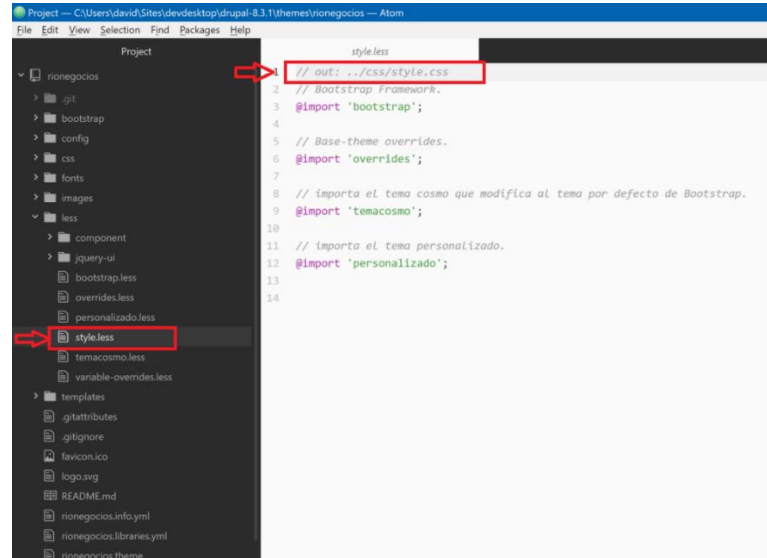 Project — C:\Users\david\Sites\devdesktop\drupal-8.3.1\themes\rionegocios — Atom
File Edit View Selection Find Packages Help
Project
rionegocios
.git
bootstrap
config
css
fonts
images
less
component
jquery-ui
bootstrap.less
overrides.less
personalizado.less
style.less
temacosmo.less
variable-overrides.less
templates
.gitattributes
.gitignore
favicon.ico
logo.svg
README.md
rionegocios.info.yml
rionegocios.libraries.yml
rionegocios.theme
style.less
1 // out: ../css/style.css
2 // Bootstrap Framework.
3 @import 'bootstrap';
4
5 // Base-theme overrides.
6 @import 'overrides';
7
8 // importa el tema cosmo que modifica al tema por defecto de Bootstrap.
9 @import 'temacosmo';
10
11 // importa el tema personalizado.
12 @import 'personalizado';
13
14